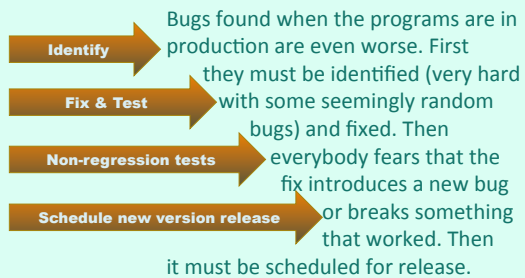 Bugs found when the programs are in
Identify
production are even worse. First
they must be identified (very hard
Fix & Test
with some seemingly random
bugs) and fixed. Then
Non-regression tests
everybody fears that the
fix introduces a new bug
Schedule new version release
or breaks something
that worked. Then
it must be scheduled for release.